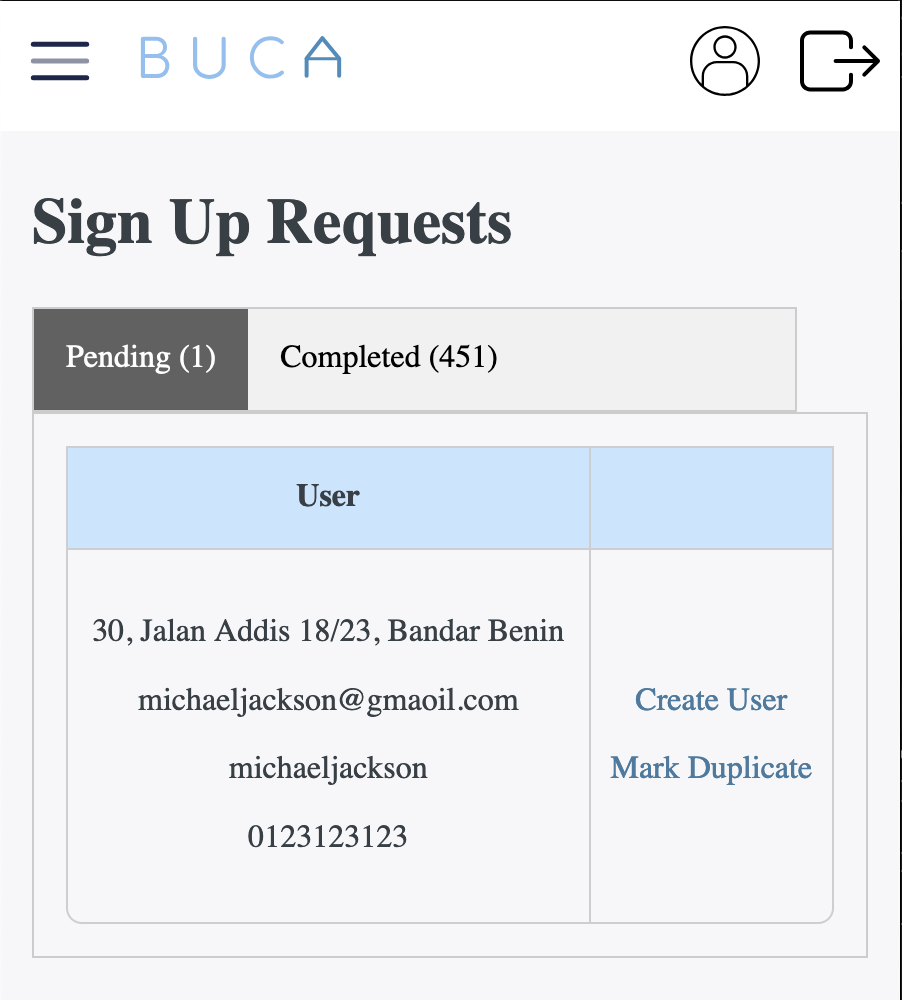 BUCA
Sign Up Requests
Pending (1)
Completed (451)
User
30, Jalan Addis 18/23, Bandar Benin
michaeljackson@gmaoil.com
michaeljackson
0123123123
Create User
Mark Duplicate